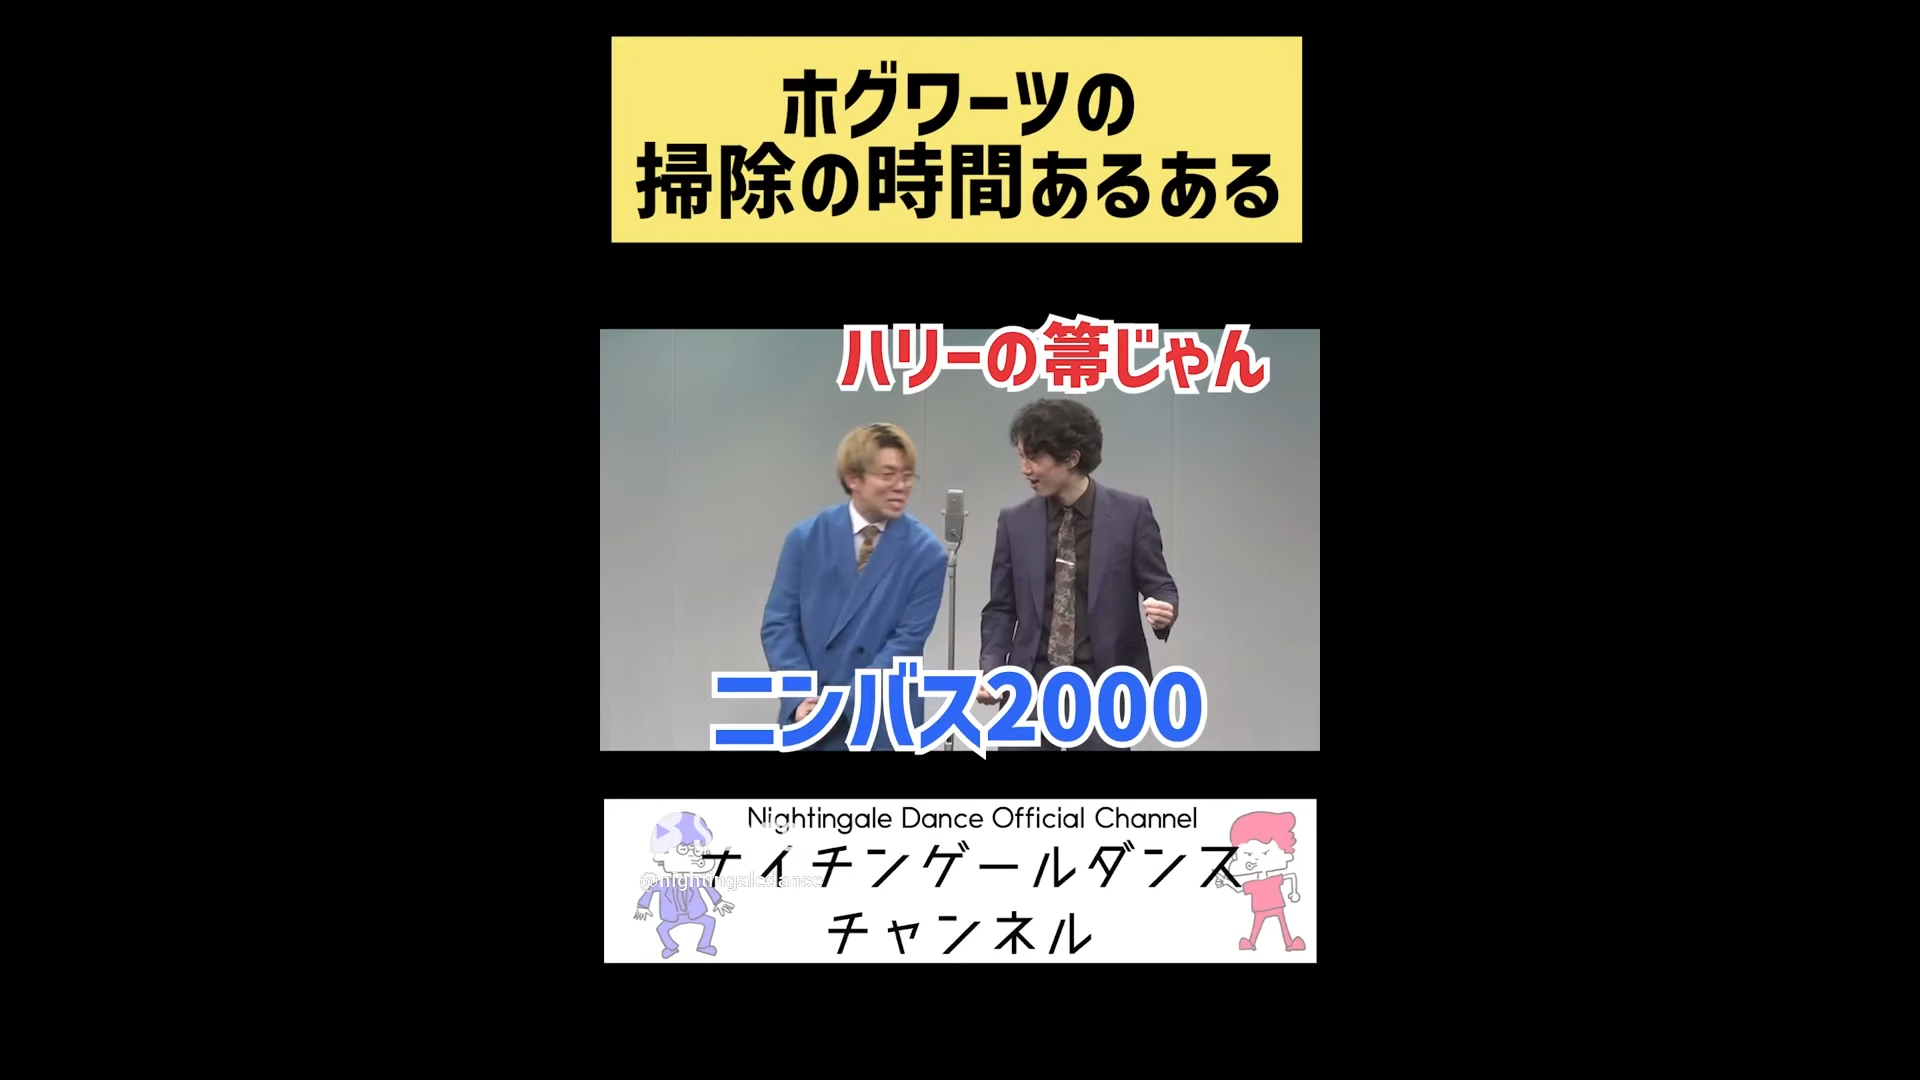 ホグワーツの
掃除の時間あるある
ハリーの箒じゃん
ニンバス2000
Nightingale Dance Official Channel
ナイチンゲールダンス
@nightingaledance
チャンネル